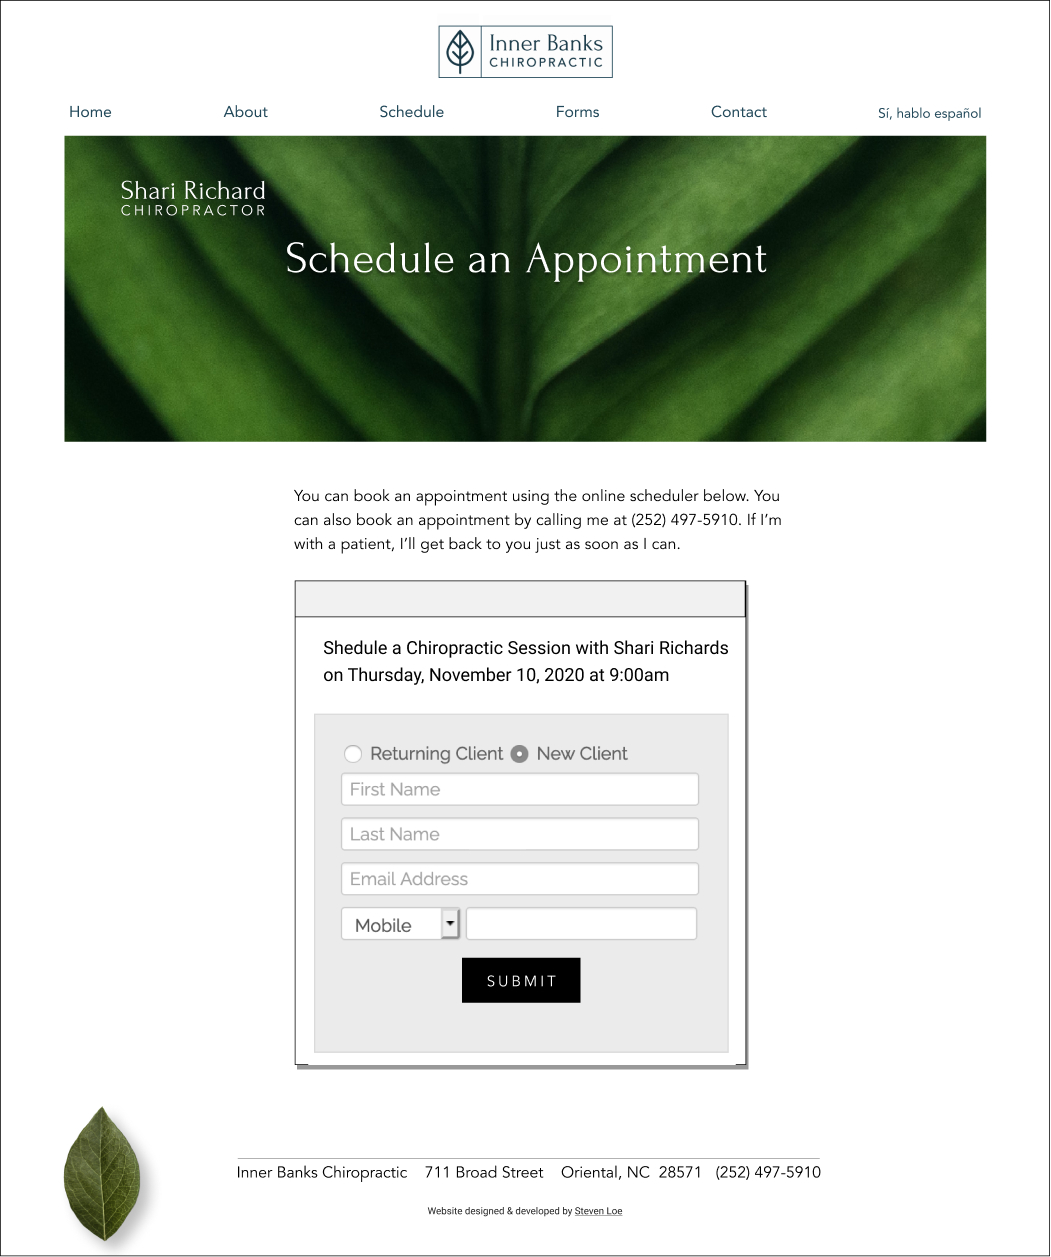 Inner Banks
CHIROPRACTIC
Home About Schedule Forms Contact Sí, hablo español
Shari Richard
CHIROPRACTOR
Schedule an Appointment
You can book an appointment using the online scheduler below. You
can also book an appointment by calling me at (252) 497-5910. If I’m
with a patient, I’ll get back to you just as soon as I can.
Shedule a Chiropractic Session with Shari Richards
on Thursday, November 10, 2020 at 9:00am
Returning Client New Client
First Name
Last Name
Email Address
Mobile
SUBMIT
Inner Banks Chiropractic 711 Broad Street Oriental, NC 28571 (252) 497-5910
Website designed & developed by Steven Loe